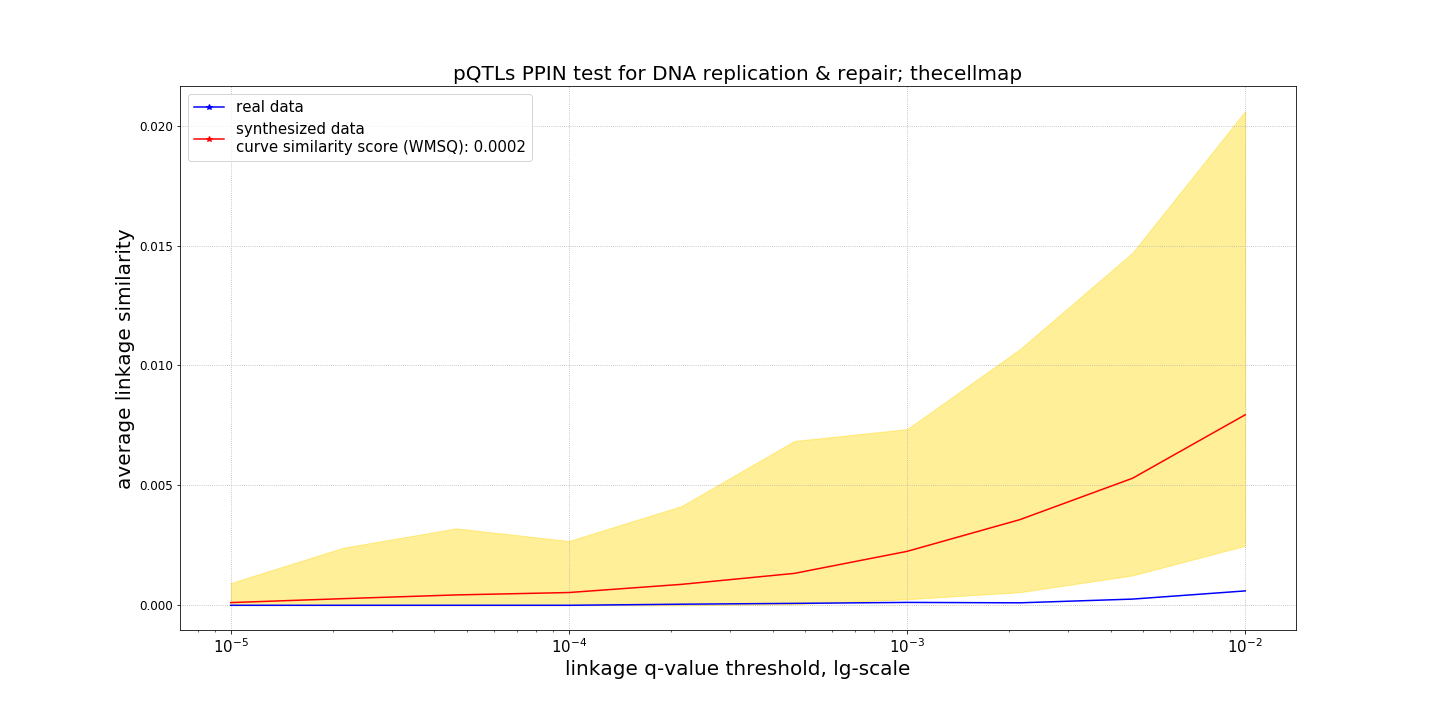 pQTLs PPIN test for DNA replication & repair; thecellmap
real data
synthesized data
curve similarity score (WMSQ): 0.0002
average linkage similarity
0.020
0.015
0.010
0.005
0.000
10⁻⁵ 10⁻⁴ 10⁻³ 10⁻²
linkage q-value threshold, lg-scale